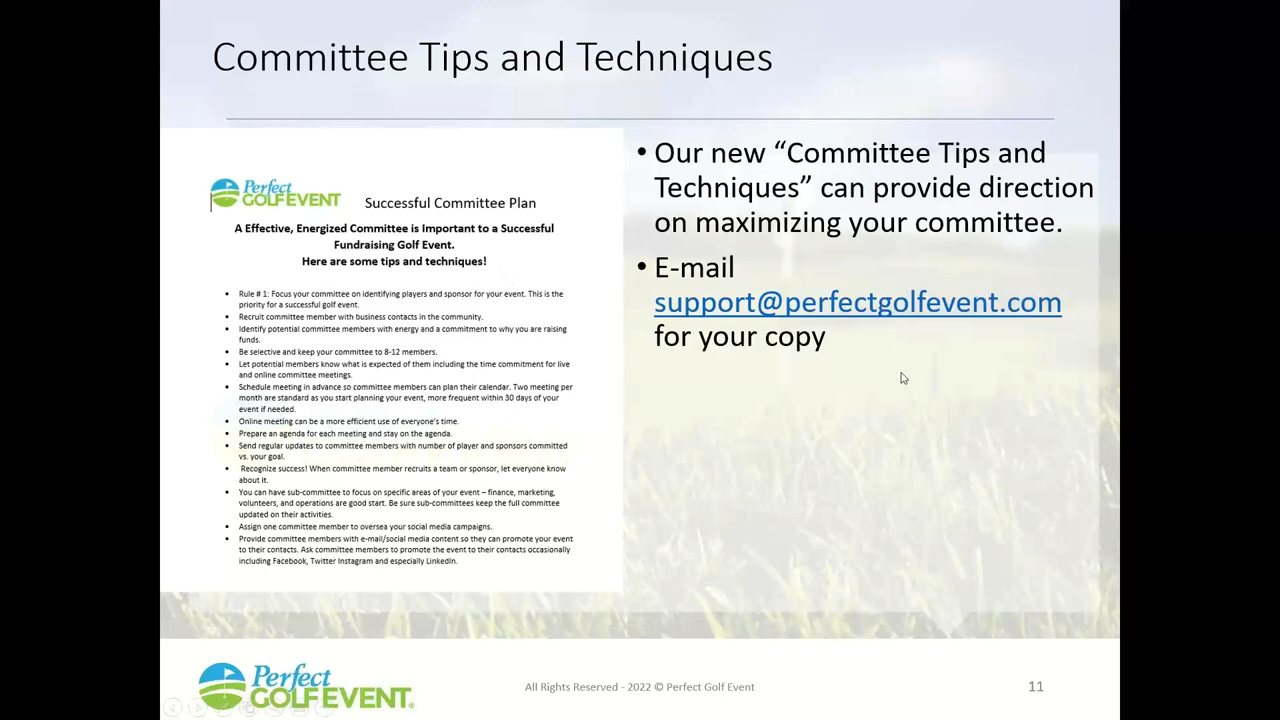 Committee Tips and Techniques
Perfect
GOLFEVENT
Successful Committee Plan
A Effective, Energized Committee is Important to a Successful
Fundraising Golf Event.
Here are some tips and techniques!
• Rule # 1: Focus your committee on identifying players and sponsor for your event. This is the
priority for a successful golf event.
• Recruit committee member with business contacts in the community.
• Identify potential committee members with energy and a commitment to why you are raising
funds.
• Be selective and keep your committee to 8-12 members.
• Let potential members know what is expected of them including the time commitment for live
and online committee meetings.
• Schedule meeting in advance so committee members can plan their calendar. Two meeting per
month are standard as you start planning your event, more frequent within 30 days of your
event if needed.
• Online meeting can be a more efficient use of everyone's time.
• Prepare an agenda for each meeting and stay on the agenda.
• Send regular updates to committee members with number of player and sponsors committed
vs. your goal.
• Recognize success! When committee member recruits a team or sponsor, let everyone know
about it.
• You can have sub-committee to focus on specific areas of your event – finance, marketing,
volunteers, and operations are good start. Be sure sub-committees keep the full committee
updated on their activities.
• Assign one committee member to oversea your social media campaigns.
• Provide committee members with e-mail/social media content so they can promote your event
to their contacts. Ask committee members to promote the event to their contacts occasionally
including Facebook, Twitter Instagram and especially LinkedIn.
• Our new “Committee Tips and
Techniques” can provide direction
on maximizing your committee.
• E-mail
support@perfectgolfevent.com
for your copy
Perfect
GOLFEVENT®
All Rights Reserved - 2022 © Perfect Golf Event
11